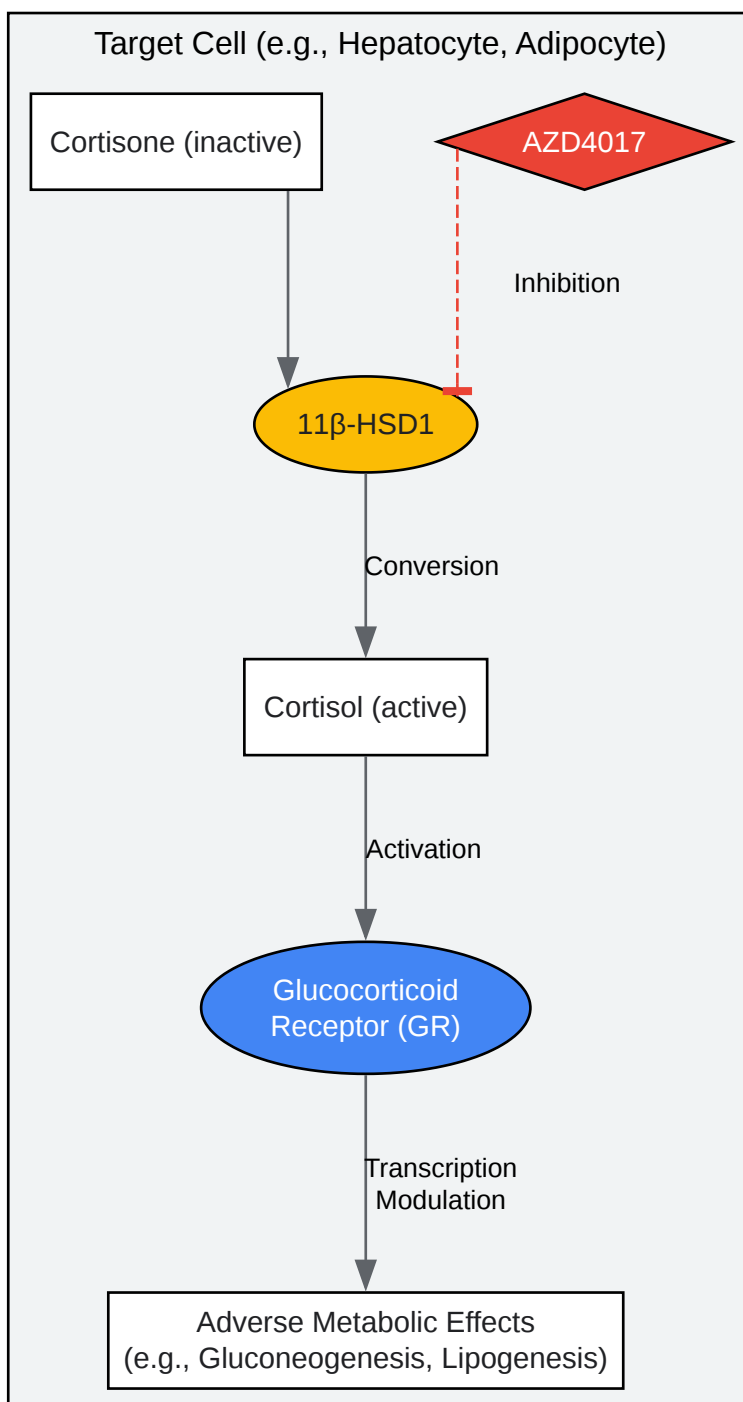 Target Cell (e.g., Hepatocyte, Adipocyte)
Cortisone (inactive)
AZD4017
Inhibition
11β-HSD1
Conversion
Cortisol (active)
Activation
Glucocorticoid
Receptor (GR)
Transcription
Modulation
Adverse Metabolic Effects
(e.g., Gluconeogenesis, Lipogenesis)